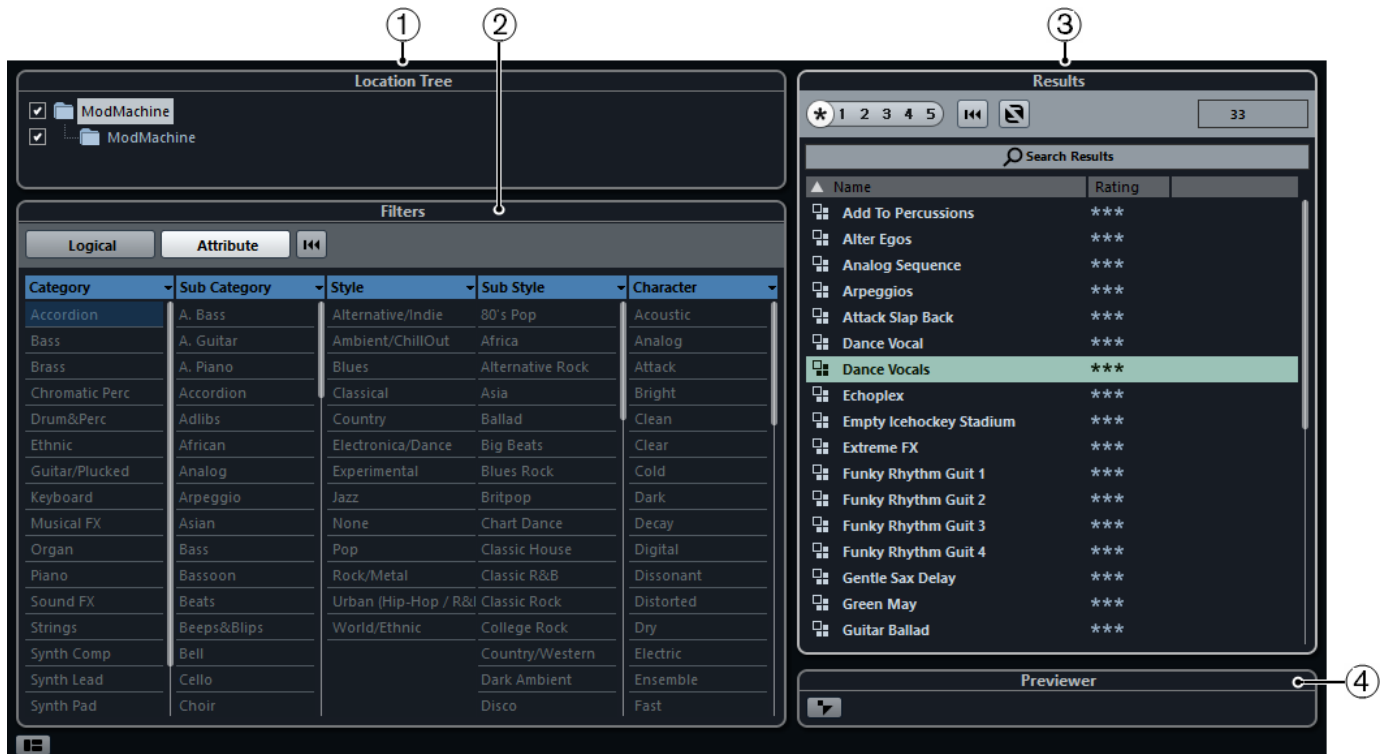 1
2
3
Location Tree
ModMachine
ModMachine
Filters
Logical
Attribute
Category Sub Category Style Sub Style Character
Accordion A. Bass Alternative/Indie 80's Pop Acoustic
Bass A. Guitar Ambient/ChillOut Africa Analog
Brass A. Piano Blues Alternative Rock Attack
Chromatic Perc Accordion Classical Asia Bright
Drum&Perc Adlibs Country Ballad Clean
Ethnic African Electronica/Dance Big Beats Clear
Guitar/Plucked Analog Experimental Blues Rock Cold
Keyboard Arpeggio Jazz Britpop Dark
Musical FX Asian None Chart Dance Decay
Organ Bass Pop Classic House Digital
Piano Bassoon Rock/Metal Classic R&B Dissonant
Sound FX Beats Urban (Hip-Hop / R&I Classic Rock Distorted
Strings Beeps&Blips World/Ethnic College Rock Dry
Synth Comp Bell Country/Western Electric
Synth Lead Cello Dark Ambient Ensemble
Synth Pad Choir Disco Fast
Results
* 1 2 3 4 5 33
Search Results
Name Rating
Add To Percussions ***
Alter Egos ***
Analog Sequence ***
Arpeggios ***
Attack Slap Back ***
Dance Vocal ***
Dance Vocals ***
Echoplex ***
Empty Icehockey Stadium ***
Extreme FX ***
Funky Rhythm Guit 1 ***
Funky Rhythm Guit 2 ***
Funky Rhythm Guit 3 ***
Funky Rhythm Guit 4 ***
Gentle Sax Delay ***
Green May ***
Guitar Ballad ***
Previewer
4